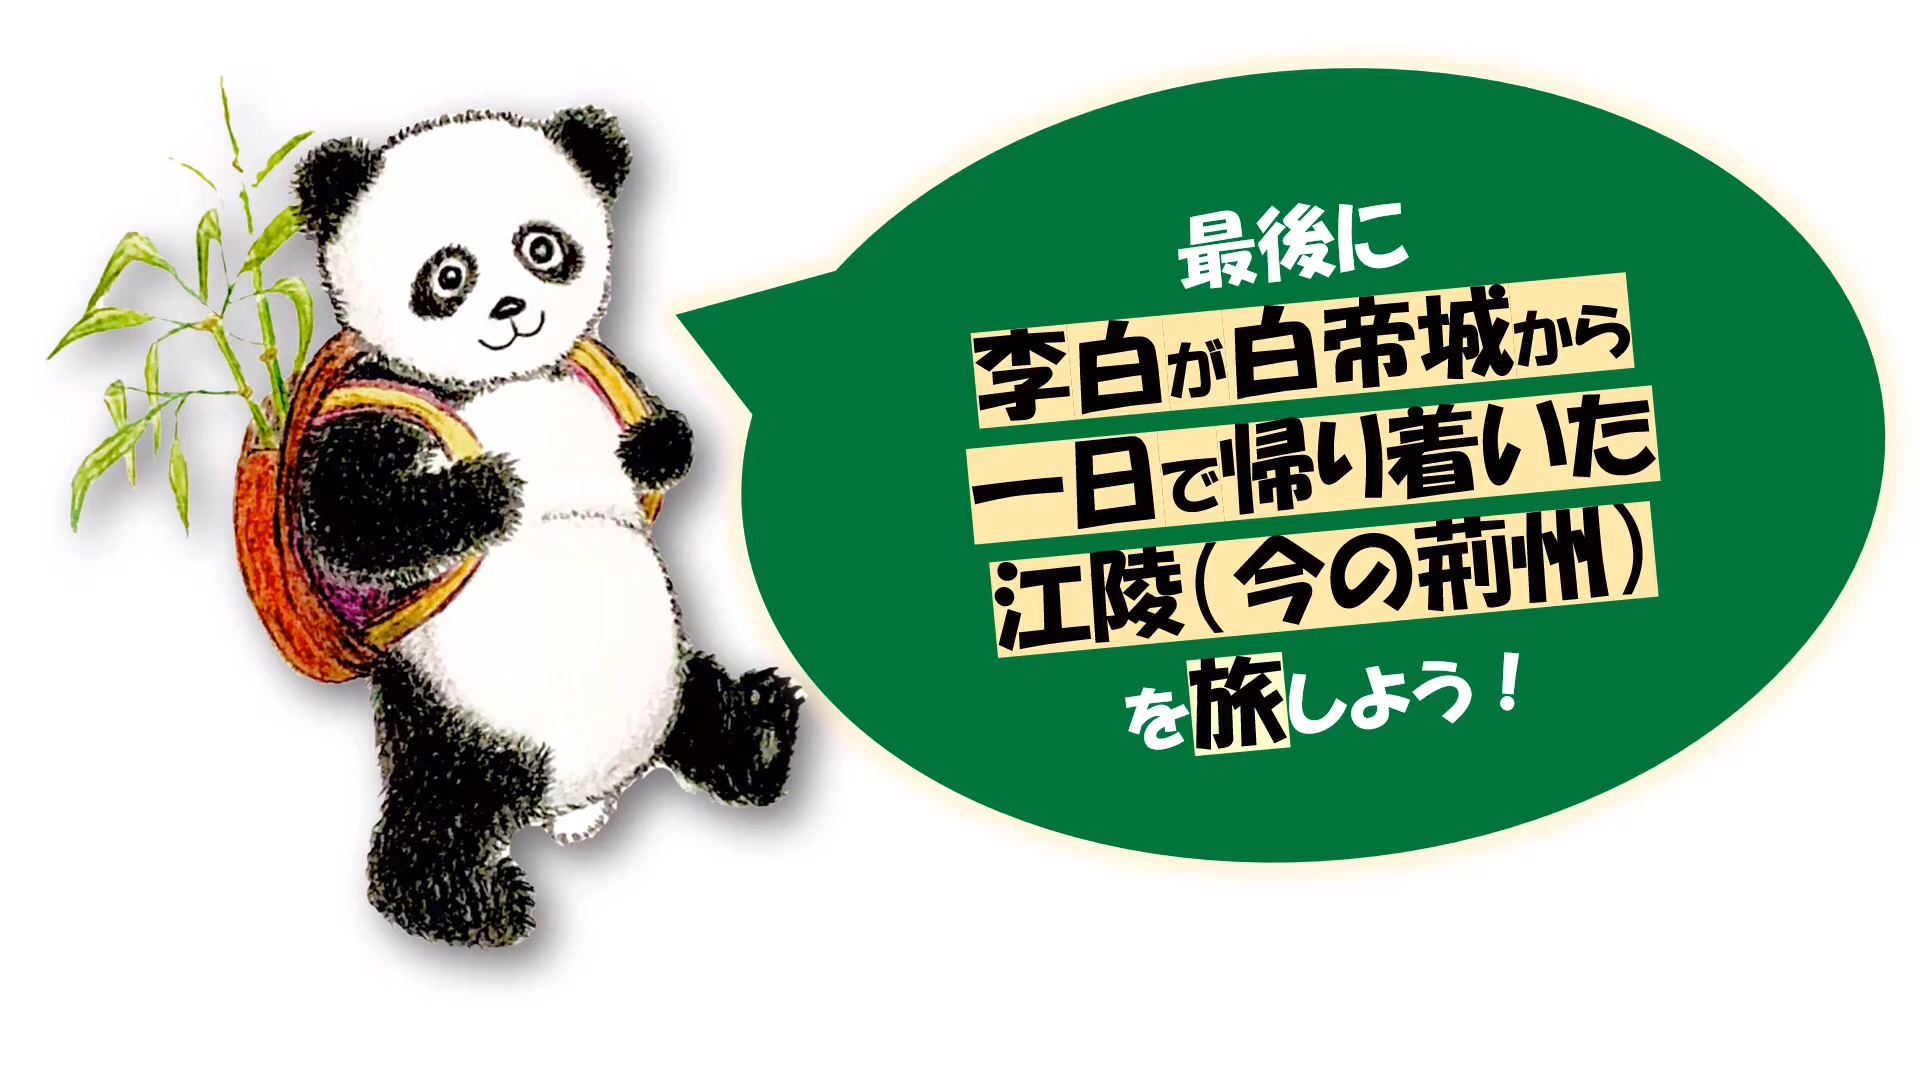 最後に
李白が白帝城から
一日で帰り着いた
江陵(今の荊州)
を旅しよう!